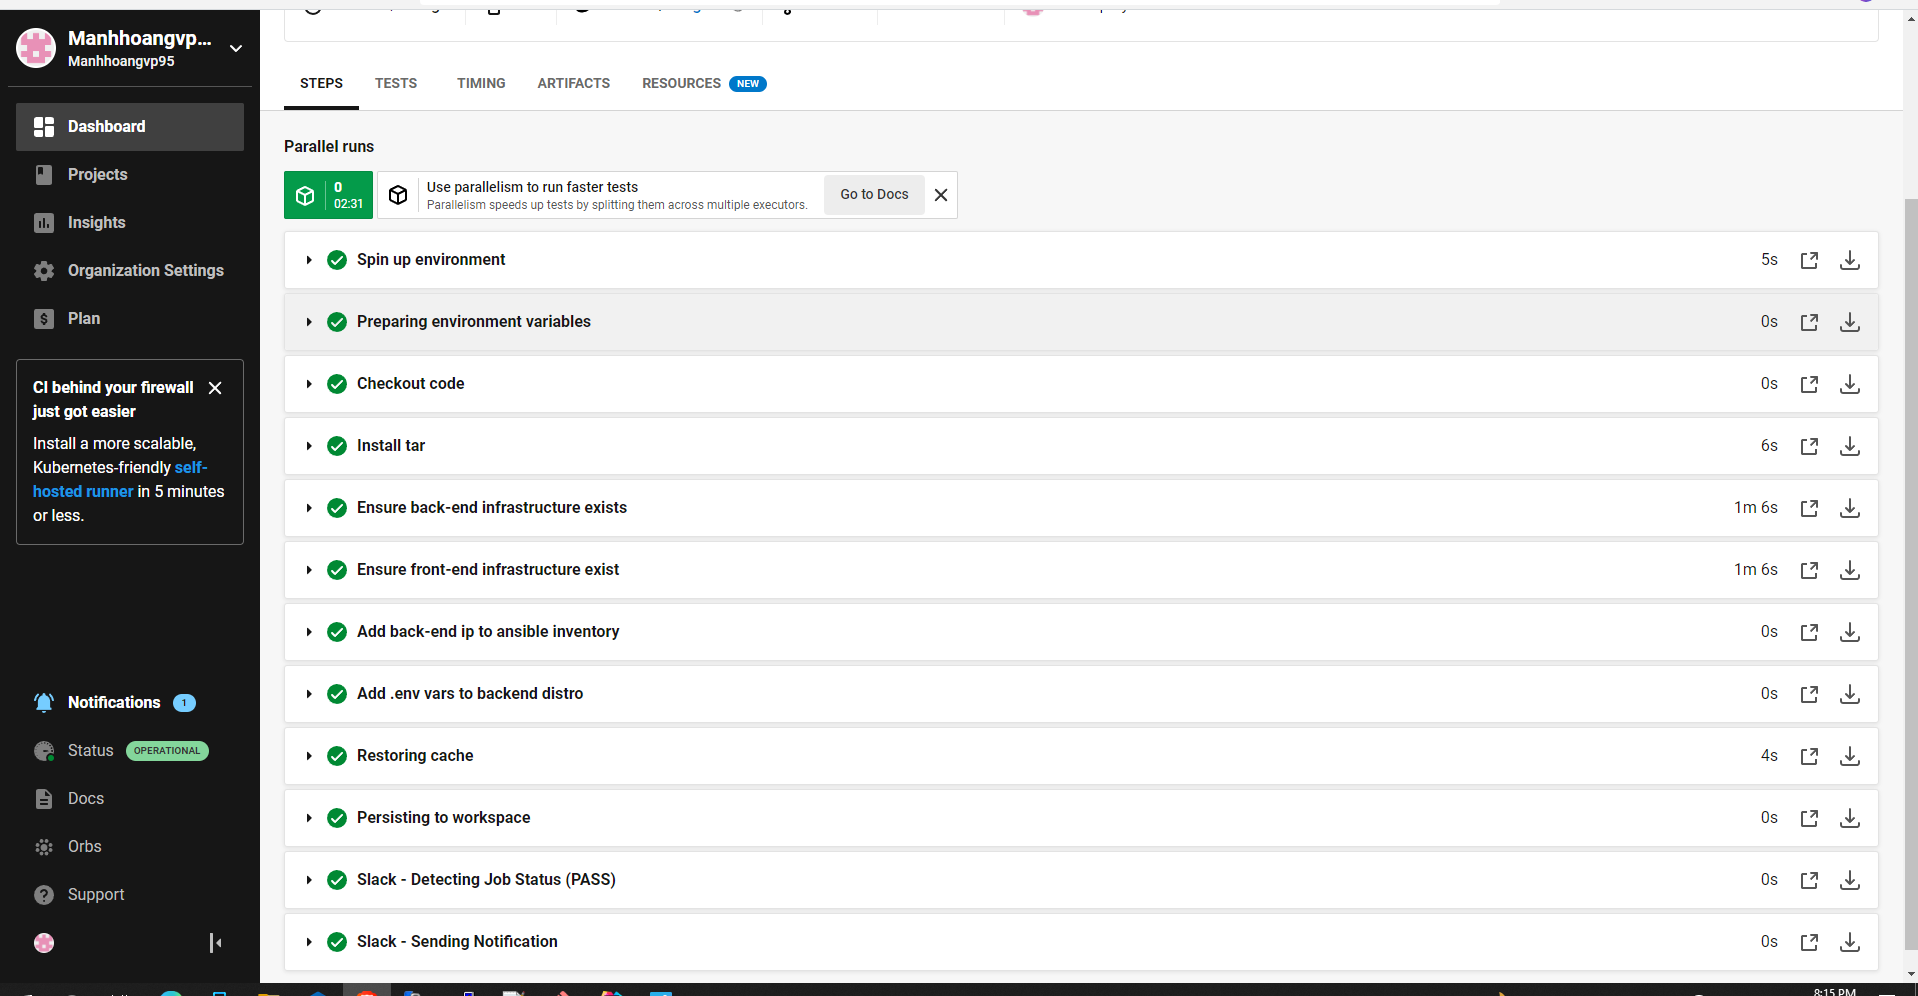 Manhhoangvp...
Manhhoangvp95
Dashboard
Projects
Insights
Organization Settings
Plan
CI behind your firewall
just got easier
Install a more scalable,
Kubernetes-friendly self-
hosted runner in 5 minutes
or less.
Notifications 1
Status OPERATIONAL
Docs
Orbs
Support
STEPS TESTS TIMING ARTIFACTS RESOURCES NEW
Parallel runs
0
02:31
Use parallelism to run faster tests
Parallelism speeds up tests by splitting them across multiple executors.
Go to Docs
Spin up environment 5s
Preparing environment variables 0s
Checkout code 0s
Install tar 6s
Ensure back-end infrastructure exists 1m 6s
Ensure front-end infrastructure exist 1m 6s
Add back-end ip to ansible inventory 0s
Add .env vars to backend distro 0s
Restoring cache 4s
Persisting to workspace 0s
Slack - Detecting Job Status (PASS) 0s
Slack - Sending Notification 0s
8:15 PM